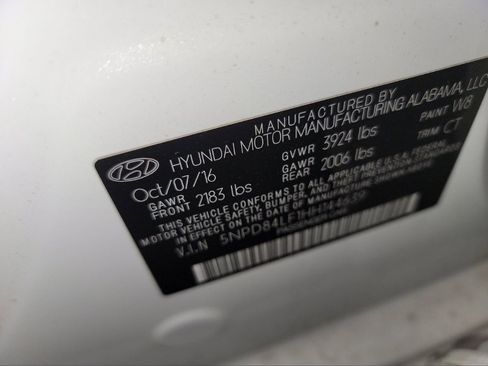 MANUFACTURED BY
HYUNDAI MOTOR MANUFACTURING ALABAMA, LLC
Oct/07/16 GVWR 3924 lbs PAINT W8
GAWR FRONT 2183 lbs GAWR REAR 2006 lbs TRIM CT
THIS VEHICLE CONFORMS TO ALL APPLICABLE U.S.A. FEDERAL
MOTOR VEHICLE SAFETY, BUMPER, AND THEFT PREVENTION STANDARDS
IN EFFECT ON THE DATE OF MANUFACTURE SHOWN ABOVE.
V.I.N 5NPD84LF1HH144639
PASSENGER CAR